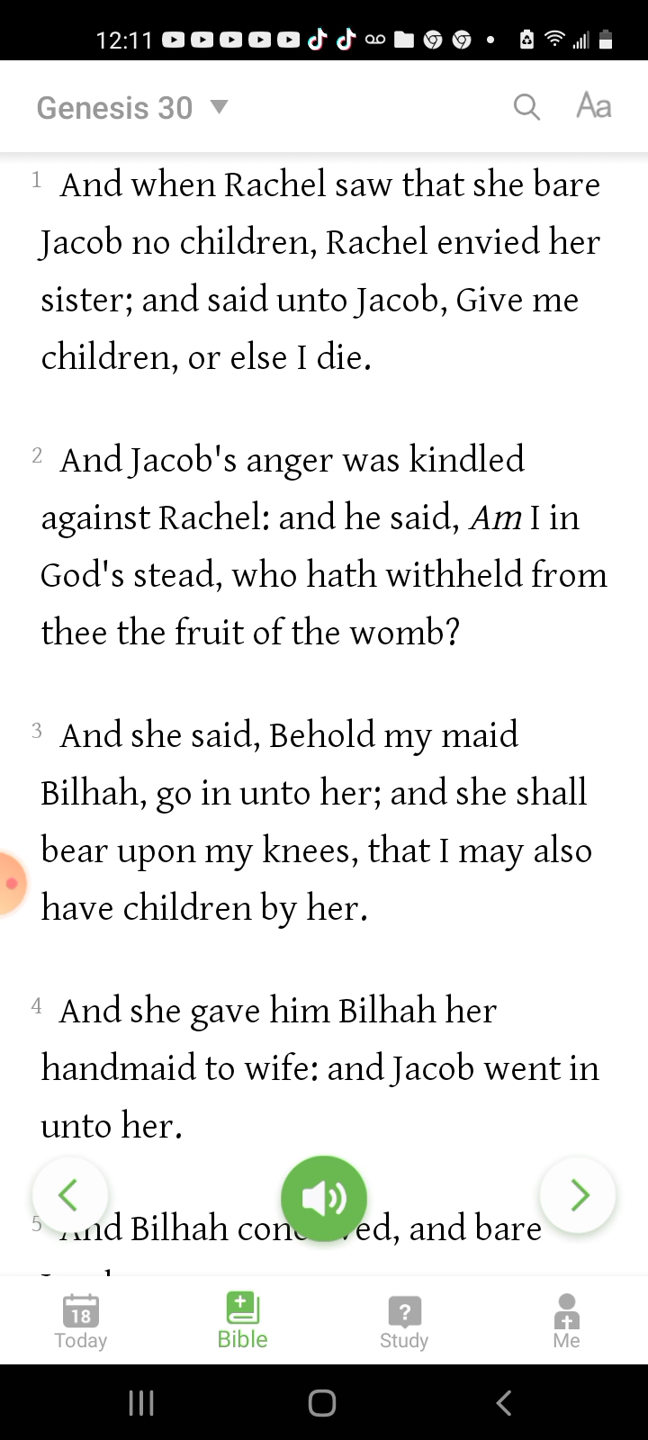 12:11
Genesis 30
Aa
1 And when Rachel saw that she bare
Jacob no children, Rachel envied her
sister; and said unto Jacob, Give me
children, or else I die.
2 And Jacob's anger was kindled
against Rachel: and he said, Am I in
God's stead, who hath withheld from
thee the fruit of the womb?
3 And she said, Behold my maid
Bilhah, go in unto her; and she shall
bear upon my knees, that I may also
have children by her.
4 And she gave him Bilhah her
handmaid to wife: and Jacob went in
unto her.
5 And Bilhah conceived, and bare
18
Today
Bible
Study
Me